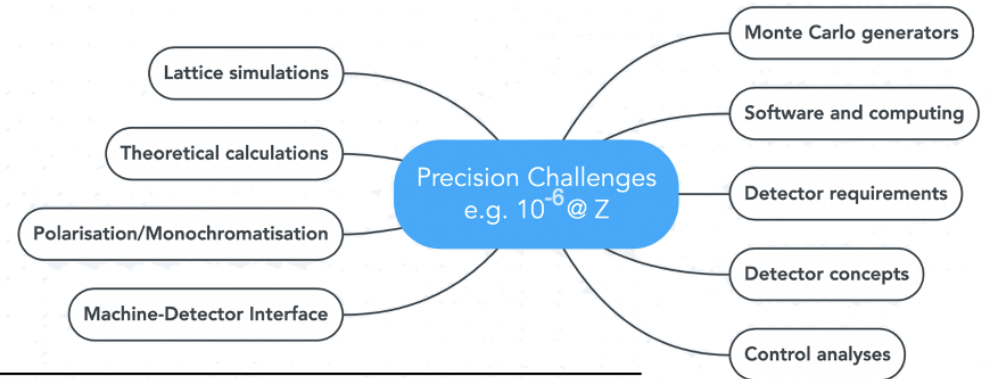 Lattice simulations
Theoretical calculations
Polarisation/Monochromatisation
Machine-Detector Interface
Precision Challenges
e.g. 10⁻⁶@ Z
Monte Carlo generators
Software and computing
Detector requirements
Detector concepts
Control analyses